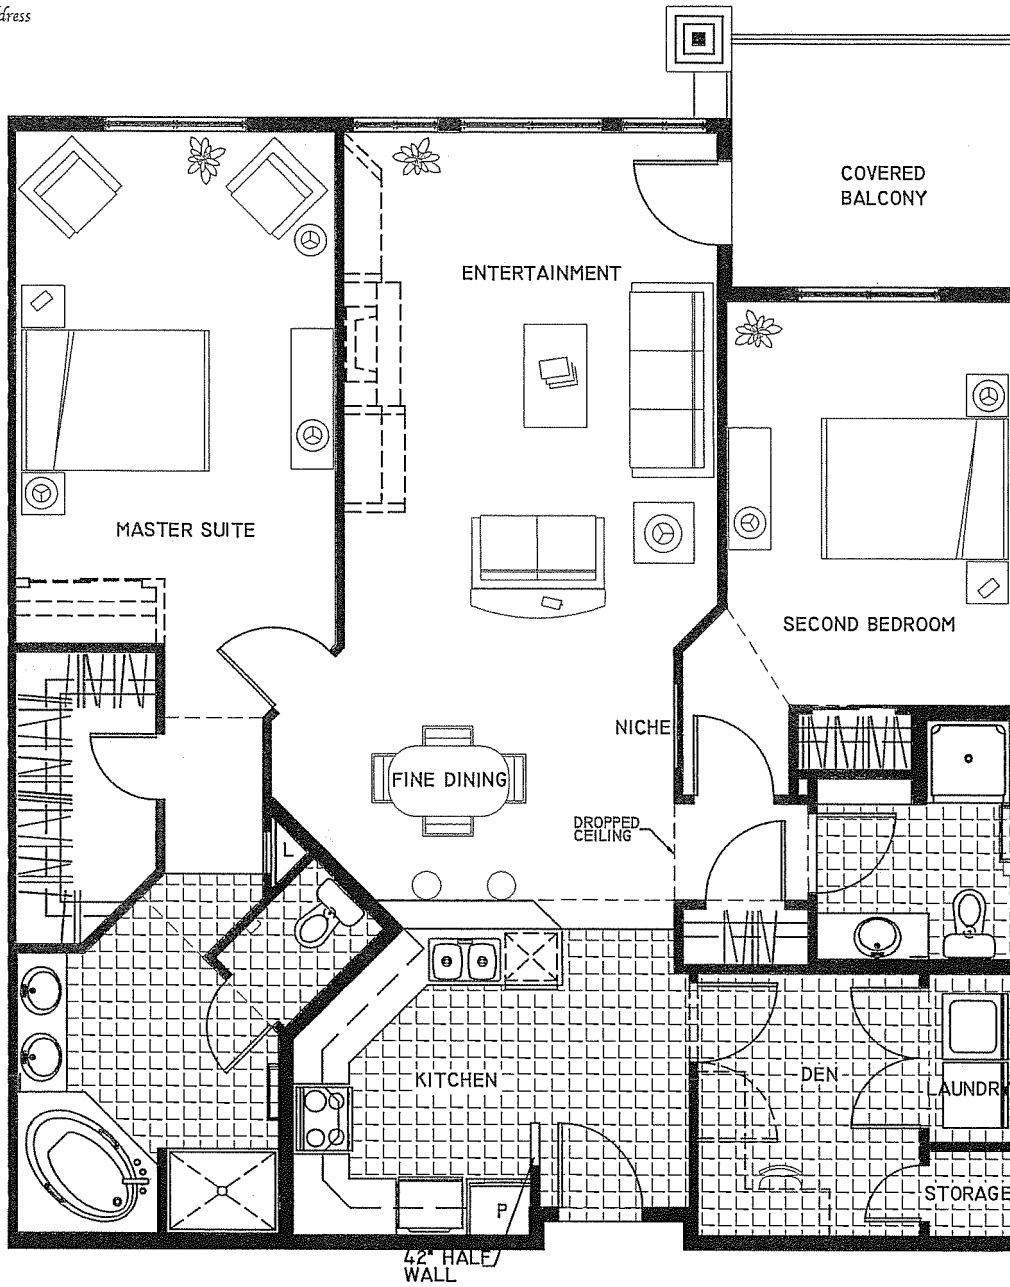 dress
COVERED
BALCONY
ENTERTAINMENT
MASTER SUITE
SECOND BEDROOM
NICHE
FINE DINING
DROPPED
CEILING
L
KITCHEN
DEN
LAUNDR
STORAGE
P
42" HALF
WALL